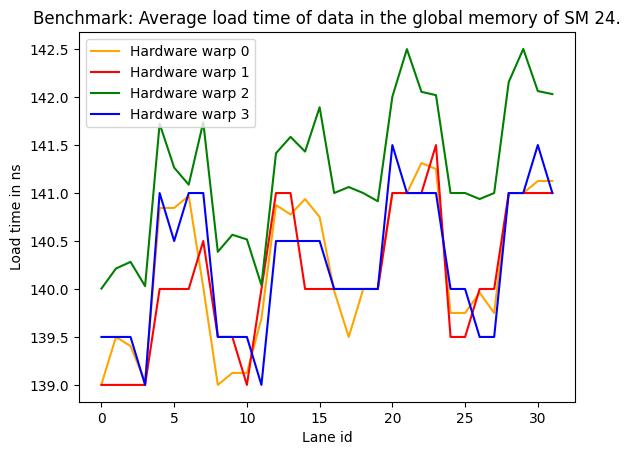 Benchmark: Average load time of data in the global memory of SM 24.
Hardware warp 0
Hardware warp 1
Hardware warp 2
Hardware warp 3
Load time in ns
142.5
142.0
141.5
141.0
140.5
140.0
139.5
139.0
0 5 10 15 20 25 30
Lane id